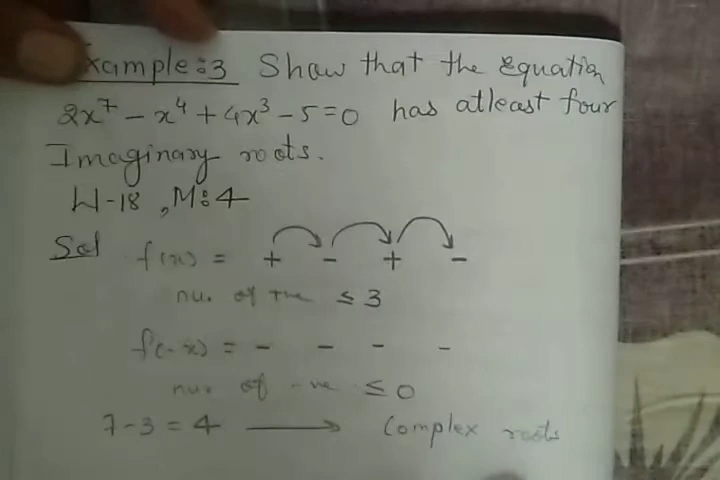 Example:3 Show that the Equation
2x⁷ - x⁴ + 4x³ - 5 = 0 has atleast four
Imaginary roots.
W-18, M:4
Sol f(x) = + - + -
nu. of +ve ≤ 3
f(-x) = - - - -
nu. of -ve ≤ 0
7-3 = 4 ⟶ Complex roots